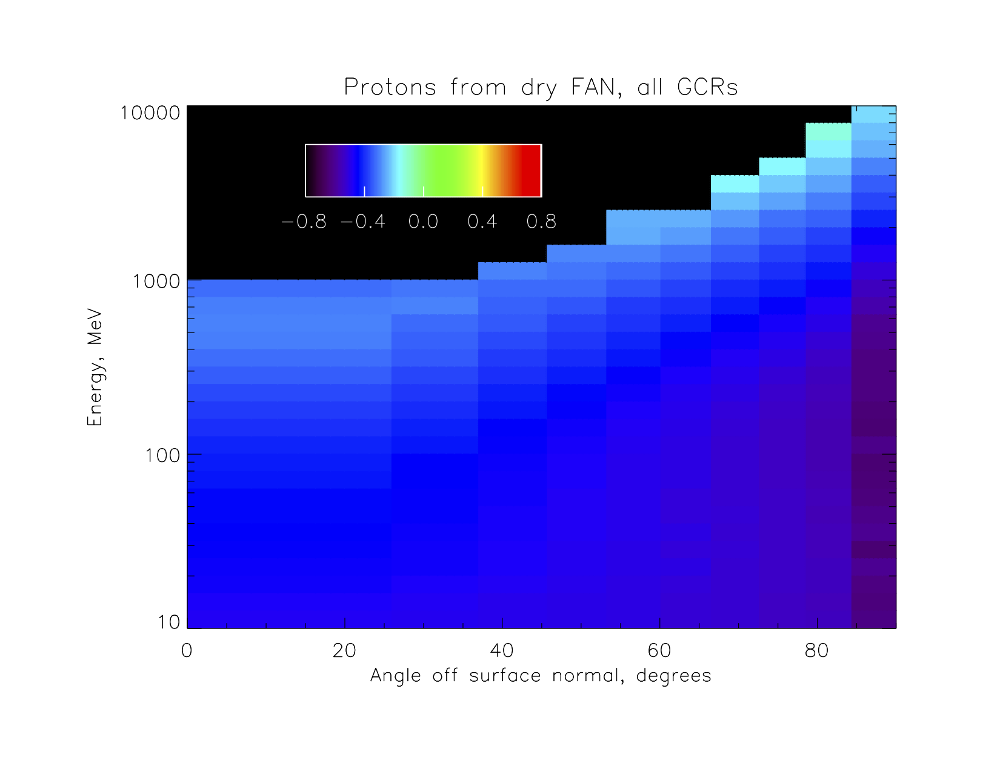 Protons from dry FAN, all GCRs
10000
1000
100
10
Energy, MeV
−0.8 −0.4 0.0 0.4 0.8
0 20 40 60 80
Angle off surface normal, degrees